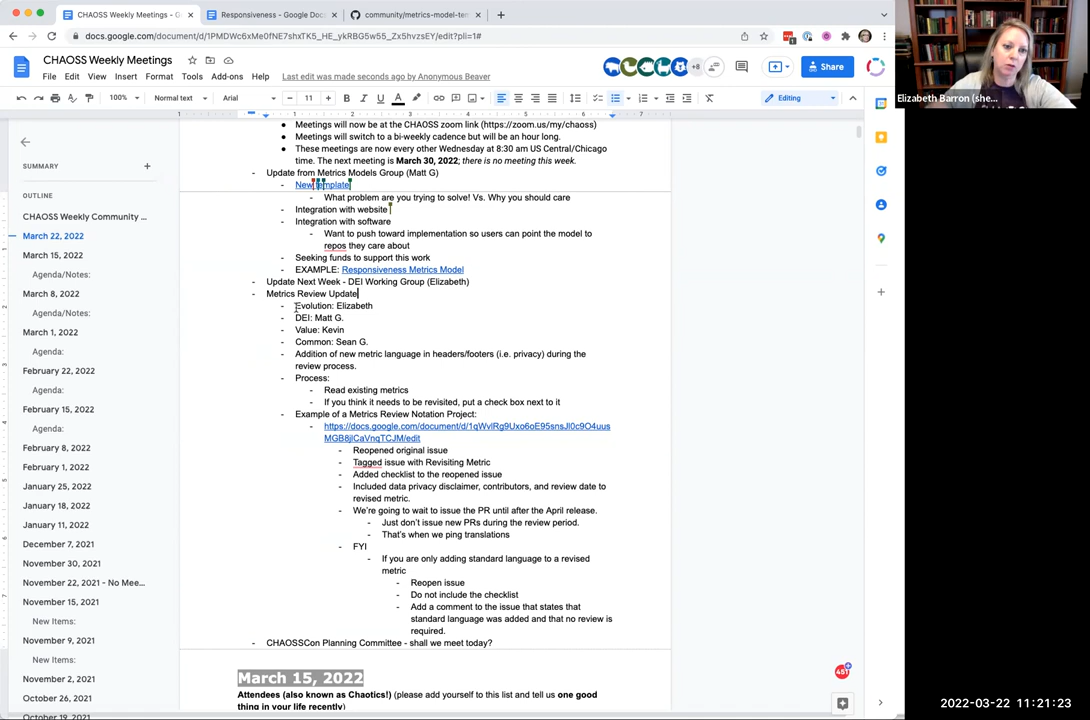 CHAOSS Weekly Meetings - G
Responsiveness - Google Doc
community/metrics-model-tem
docs.google.com/document/d/1PMDWc6xMe0fNE7shxTK5_HE_ykRBG5w55_Zx5hvzsEY/edit?pli=1#
CHAOSS Weekly Meetings
File Edit View Insert Format Tools Add-ons Help Last edit was made seconds ago by Anonymous Beaver
+8
Share
100% Normal text Arial 11 B I U A Editing
SUMMARY
OUTLINE
CHAOSS Weekly Community ...
March 22, 2022
March 15, 2022
Agenda/Notes:
March 8, 2022
Agenda/Notes:
March 1, 2022
Agenda:
February 22, 2022
Agenda:
February 15, 2022
Agenda:
February 8, 2022
February 1, 2022
January 25, 2022
January 18, 2022
January 11, 2022
December 7, 2021
November 30, 2021
November 22, 2021 - No Mee...
November 15, 2021
New Items:
November 9, 2021
New Items:
November 2, 2021
October 26, 2021
October 19, 2021
Meetings will now be at the CHAOSS zoom link (https://zoom.us/my/chaoss)
Meetings will switch to a bi-weekly cadence but will be an hour long.
These meetings are now every other Wednesday at 8:30 am US Central/Chicago
time. The next meeting is March 30, 2022; there is no meeting this week.
- Update from Metrics Models Group (Matt G)
- New template
- What problem are you trying to solve! Vs. Why you should care
- Integration with website
- Integration with software
- Want to push toward implementation so users can point the model to
repos they care about
- Seeking funds to support this work
- EXAMPLE: Responsiveness Metrics Model
- Update Next Week - DEI Working Group (Elizabeth)
- Metrics Review Update
- Evolution: Elizabeth
- DEI: Matt G.
- Value: Kevin
- Common: Sean G.
- Addition of new metric language in headers/footers (i.e. privacy) during the
review process.
- Process:
- Read existing metrics
- If you think it needs to be revisited, put a check box next to it
- Example of a Metrics Review Notation Project:
- https://docs.google.com/document/d/1qWvlRg9Uxo6oE95snsJl0c9O4uus
MGB8jlCaVnqTCJM/edit
- Reopened original issue
- Tagged issue with Revisiting Metric
- Added checklist to the reopened issue
- Included data privacy disclaimer, contributors, and review date to
revised metric.
- We're going to wait to issue the PR until after the April release.
- Just don't issue new PRs during the review period.
- That's when we ping translations
- FYI
- If you are only adding standard language to a revised
metric
- Reopen issue
- Do not include the checklist
- Add a comment to the issue that states that
standard language was added and that no review is
required.
- CHAOSSCon Planning Committee - shall we meet today?
March 15, 2022
Attendees (also known as Chaotics!) (please add yourself to this list and tell us one good
thing in your life recently)
Elizabeth Barron (she...
451
2022-03-22 11:21:23